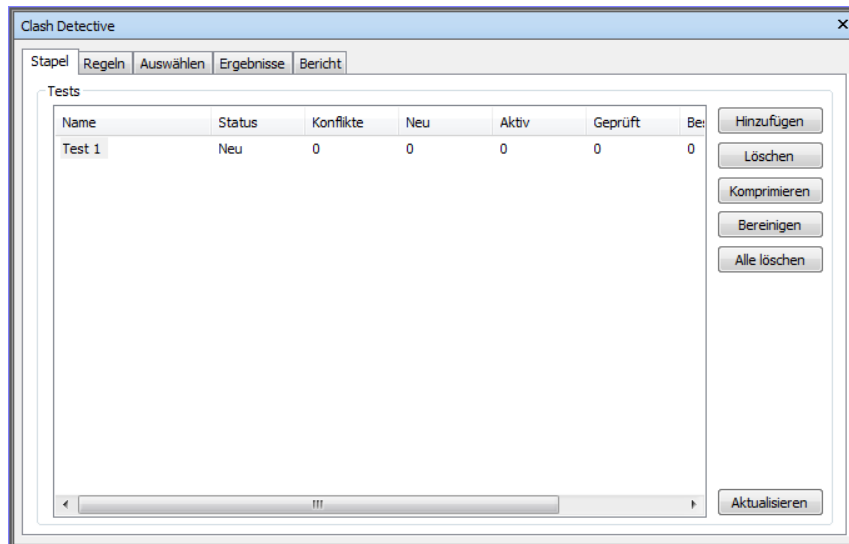 Clash Detective
Stapel Regeln Auswählen Ergebnisse Bericht
Tests
Name Status Konflikte Neu Aktiv Geprüft Be
Test 1 Neu 0 0 0 0 0
Hinzufügen
Löschen
Komprimieren
Bereinigen
Alle löschen
Aktualisieren